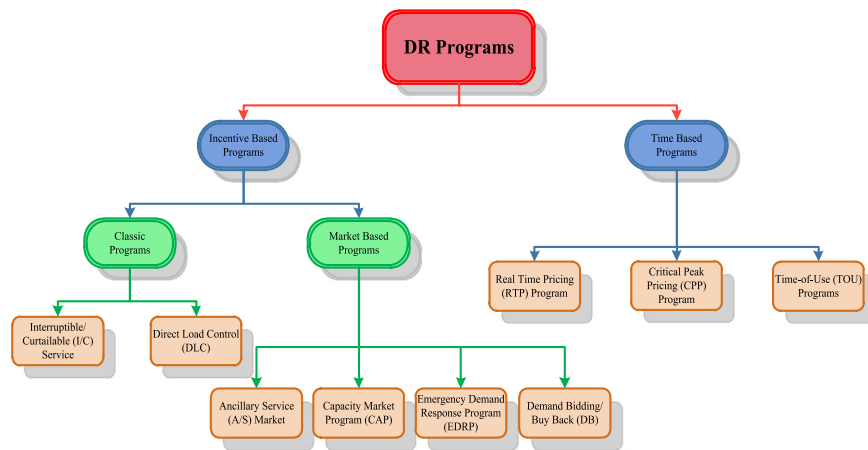 DR Programs
Incentive Based
Programs
Time Based
Programs
Classic
Programs
Market Based
Programs
Real Time Pricing
(RTP) Program
Critical Peak
Pricing (CPP)
Program
Time-of-Use (TOU)
Programs
Interruptible/
Curtailable (I/C)
Service
Direct Load Control
(DLC)
Ancillary Service
(A/S) Market
Capacity Market
Program (CAP)
Emergency Demand
Response Program
(EDRP)
Demand Bidding/
Buy Back (DB)